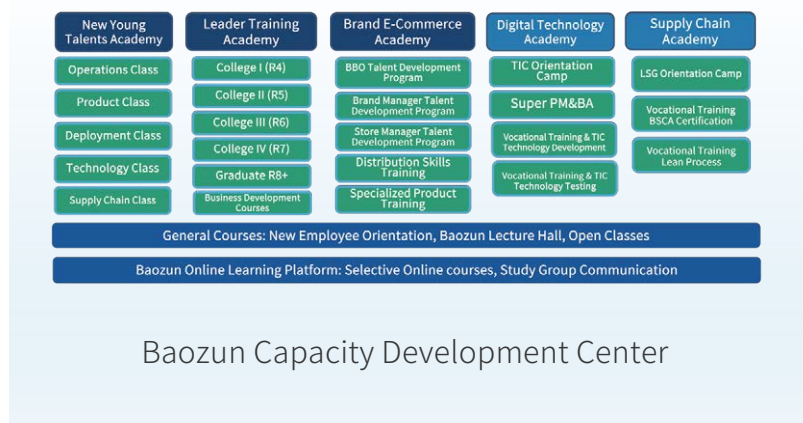 New Young
Talents Academy
Operations Class
Product Class
Deployment Class
Technology Class
Supply Chain Class
Leader Training
Academy
College I (R4)
College II (R5)
College III (R6)
College IV (R7)
Graduate R8+
Business Development
Courses
Brand E-Commerce
Academy
BBO Talent Development
Program
Brand Manager Talent
Development Program
Store Manager Talent
Development Program
Distribution Skills
Training
Specialized Product
Training
Digital Technology
Academy
TIC Orientation
Camp
Super PM&BA
Vocational Training & TIC
Technology Development
Vocational Training & TIC
Technology Testing
Supply Chain
Academy
LSG Orientation Camp
Vocational Training
BSCA Certification
Vocational Training
Lean Process
General Courses: New Employee Orientation, Baozun Lecture Hall, Open Classes
Baozun Online Learning Platform: Selective Online courses, Study Group Communication
Baozun Capacity Development Center